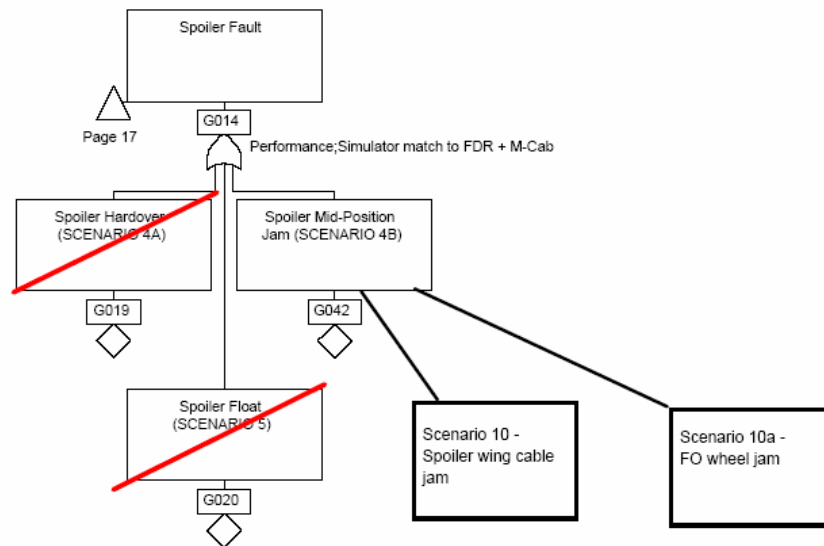 Spoiler Fault
G014
Page 17
Performance;Simulator match to FDR + M-Cab
Spoiler Hardover
(SCENARIO 4A)
G019
Spoiler Mid-Position
Jam (SCENARIO 4B)
G042
Spoiler Float
(SCENARIO 5)
G020
Scenario 10 -
Spoiler wing cable
jam
Scenario 10a -
FO wheel jam